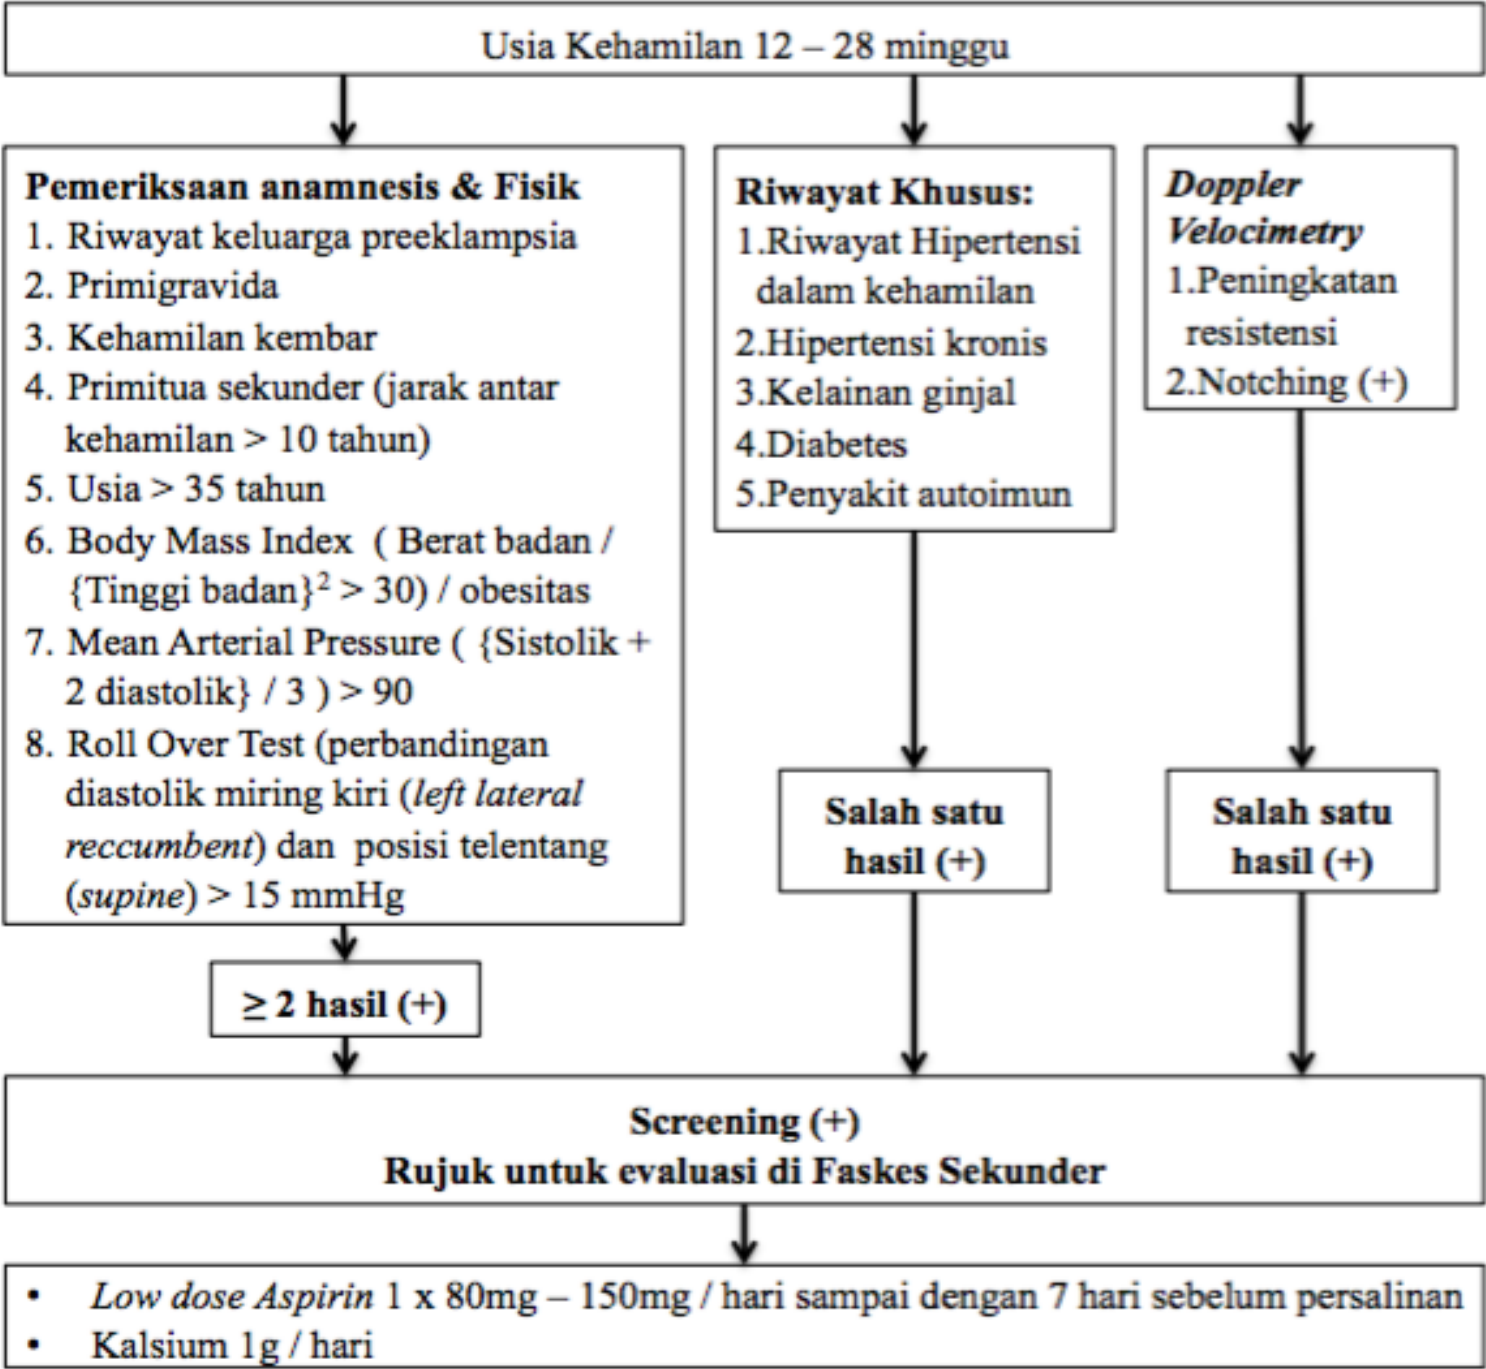 Usia Kehamilan 12 – 28 minggu
Pemeriksaan anamnesis & Fisik
1. Riwayat keluarga preeklampsia
2. Primigravida
3. Kehamilan kembar
4. Primitua sekunder (jarak antar
kehamilan > 10 tahun)
5. Usia > 35 tahun
6. Body Mass Index ( Berat badan /
{Tinggi badan}² > 30) / obesitas
7. Mean Arterial Pressure ( {Sistolik +
2 diastolik} / 3 ) > 90
8. Roll Over Test (perbandingan
diastolik miring kiri (left lateral
reccumbent) dan posisi telentang
(supine) > 15 mmHg
≥ 2 hasil (+)
Riwayat Khusus:
1.Riwayat Hipertensi
dalam kehamilan
2.Hipertensi kronis
3.Kelainan ginjal
4.Diabetes
5.Penyakit autoimun
Salah satu
hasil (+)
Doppler
Velocimetry
1.Peningkatan
resistensi
2.Notching (+)
Salah satu
hasil (+)
Screening (+)
Rujuk untuk evaluasi di Faskes Sekunder
• Low dose Aspirin 1 x 80mg – 150mg / hari sampai dengan 7 hari sebelum persalinan
• Kalsium 1g / hari